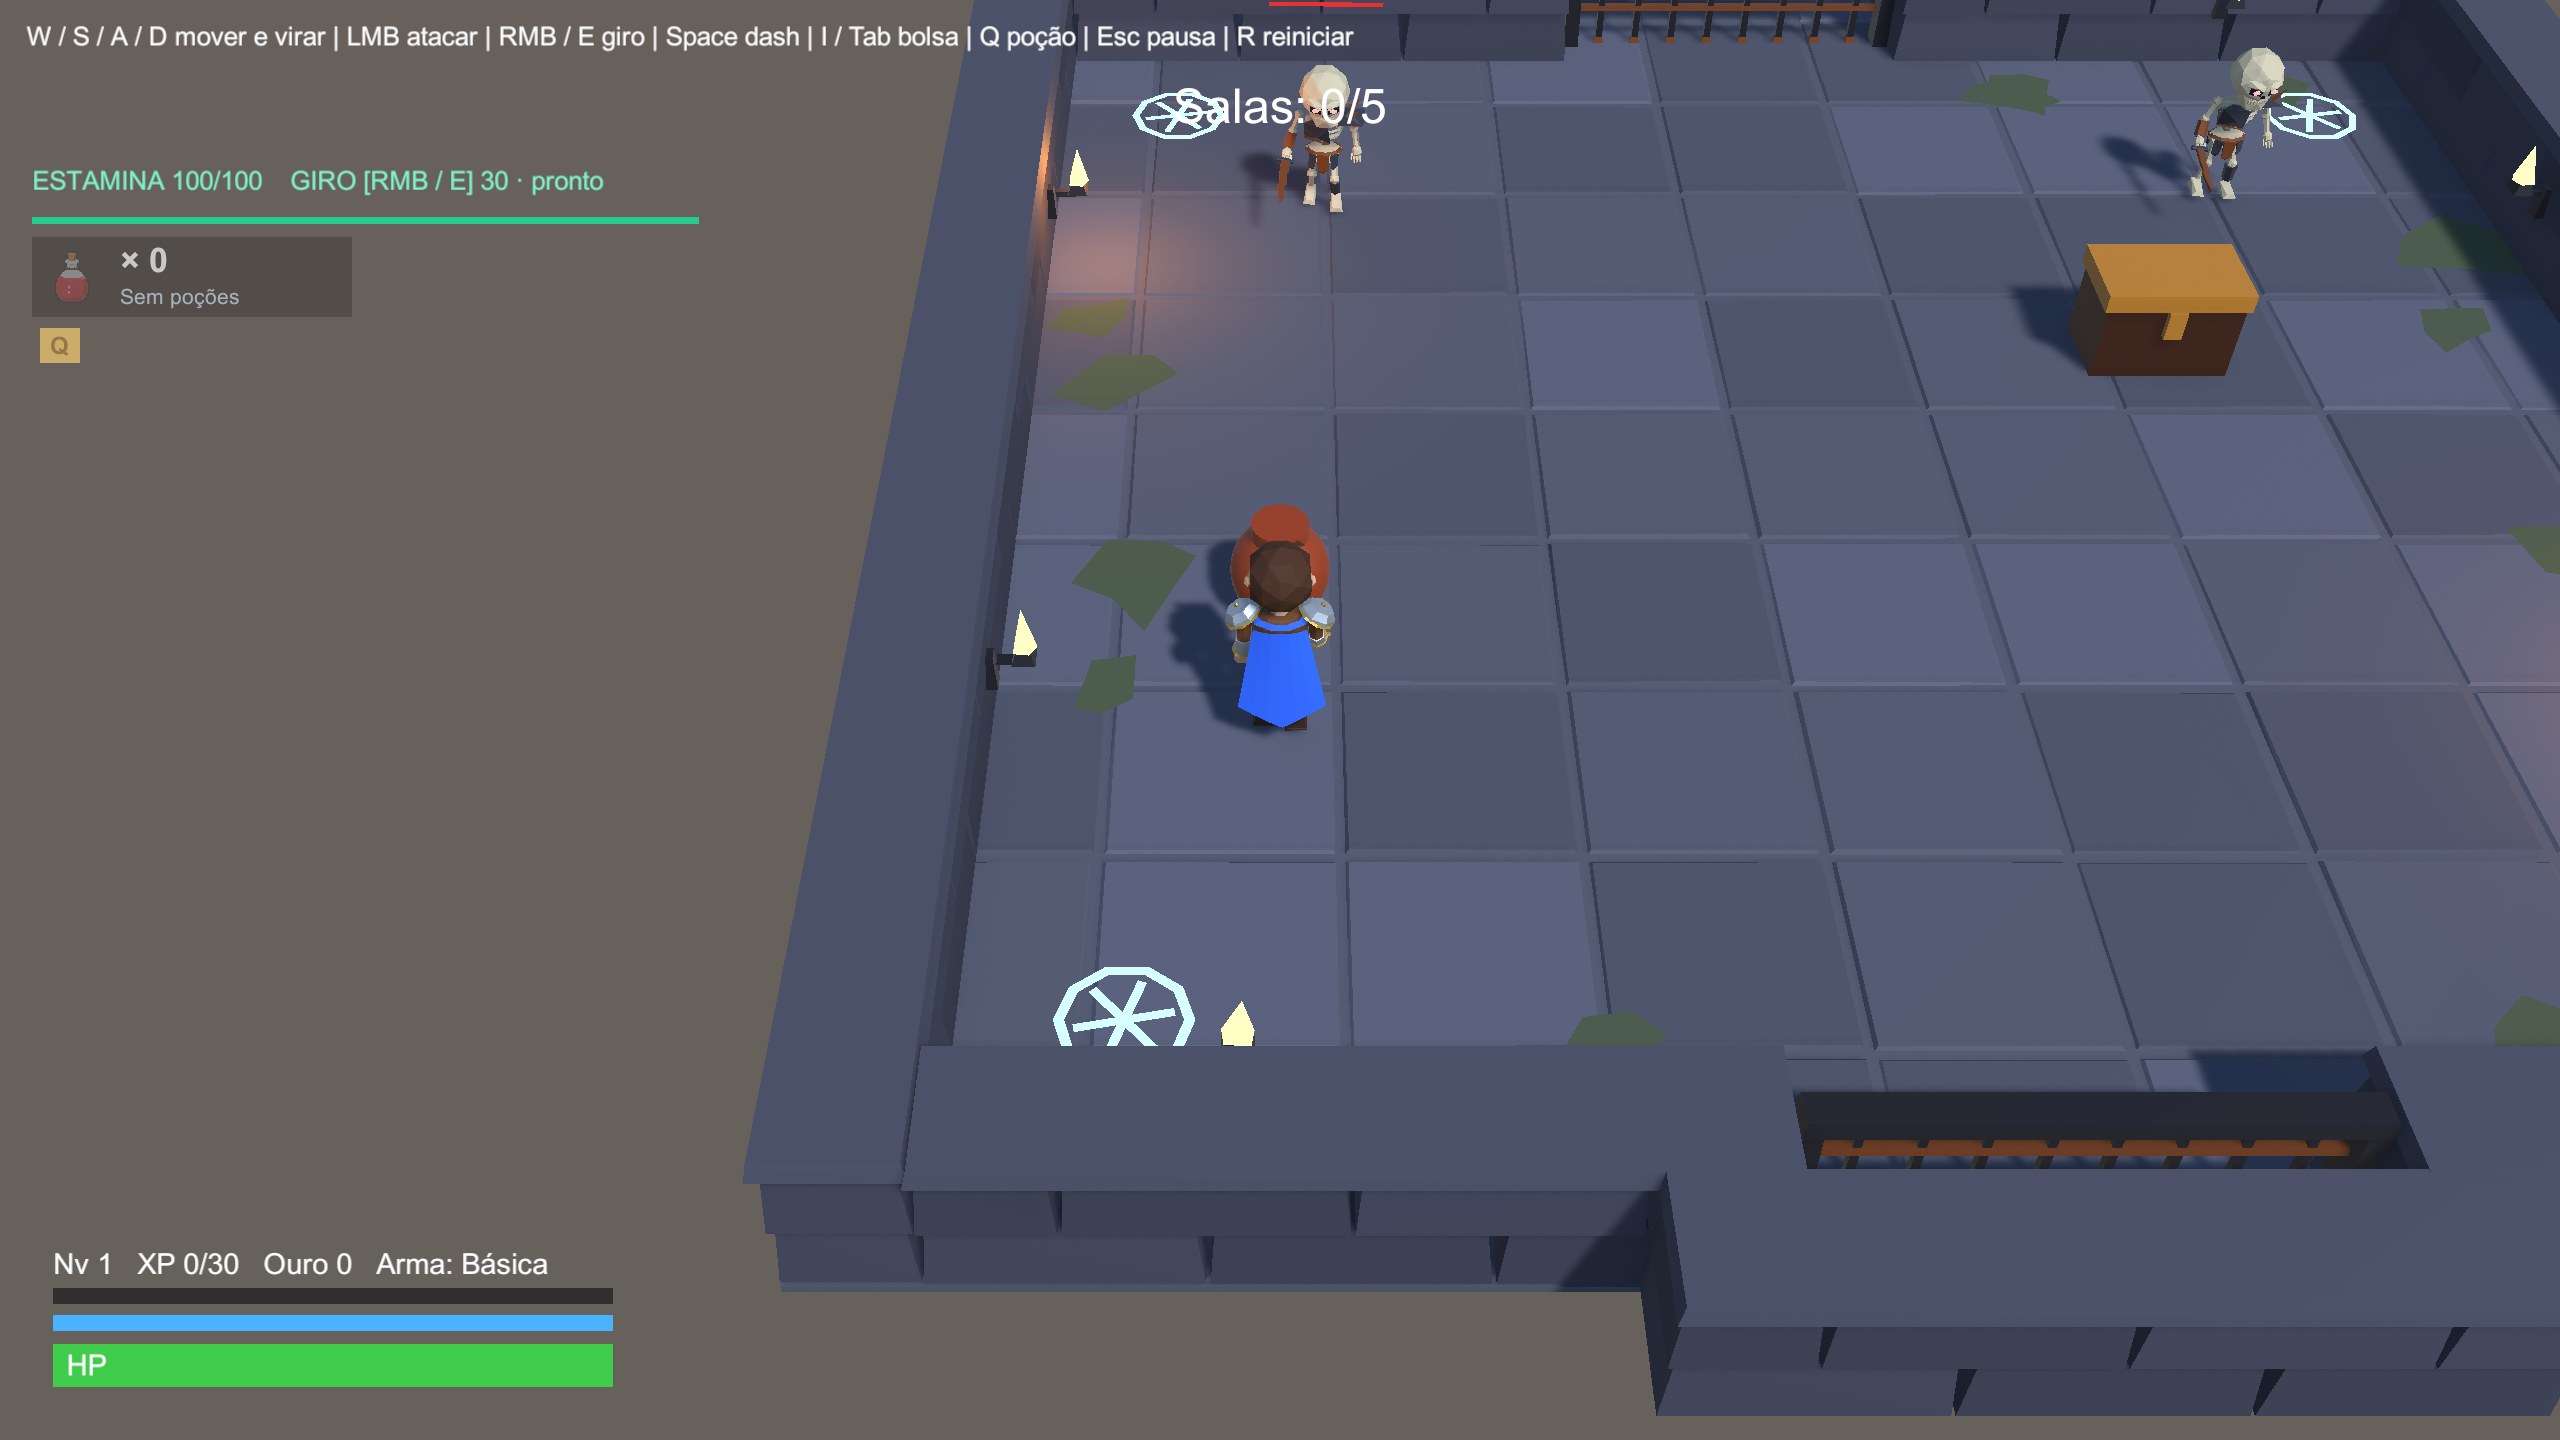 W / S / A / D mover e virar | LMB atacar | RMB / E giro | Space dash | I / Tab bolsa | Q poção | Esc pausa | R reiniciar
Salas: 0/5
ESTAMINA 100/100 GIRO [RMB / E] 30 · pronto
× 0
Sem poções
Q
Nv 1 XP 0/30 Ouro 0 Arma: Básica
HP